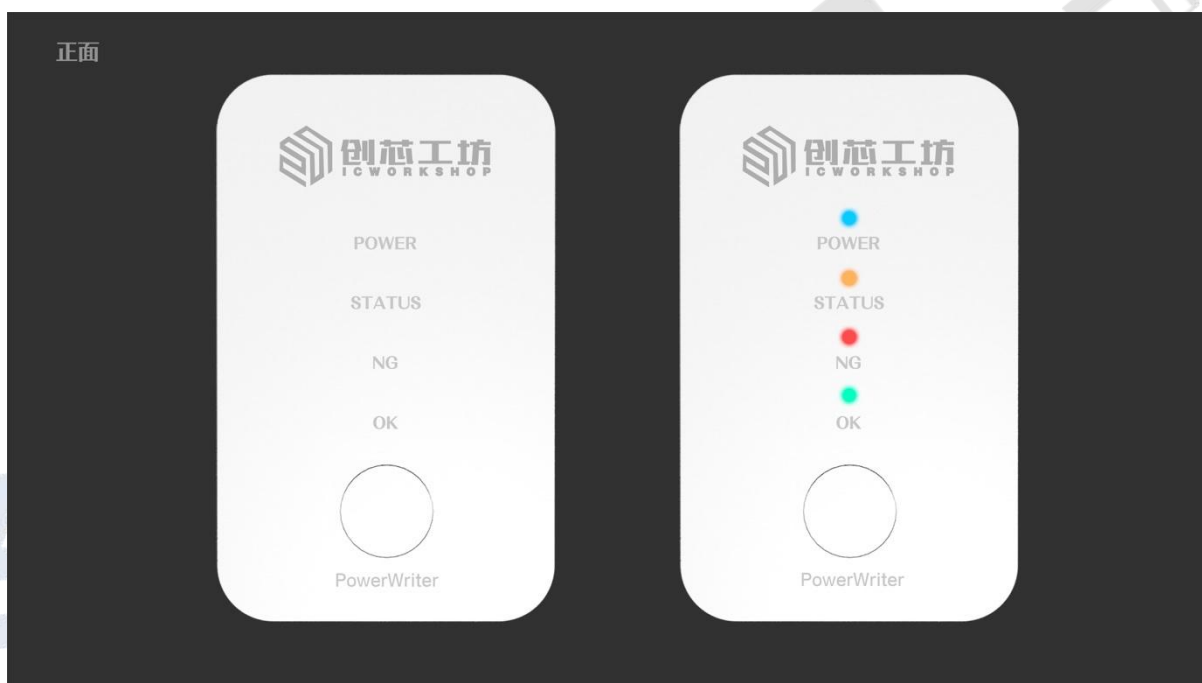 正面
创芯工坊
ICWORKSHOP
POWER
STATUS
NG
OK
PowerWriter
创芯工坊
ICWORKSHOP
POWER
STATUS
NG
OK
PowerWriter